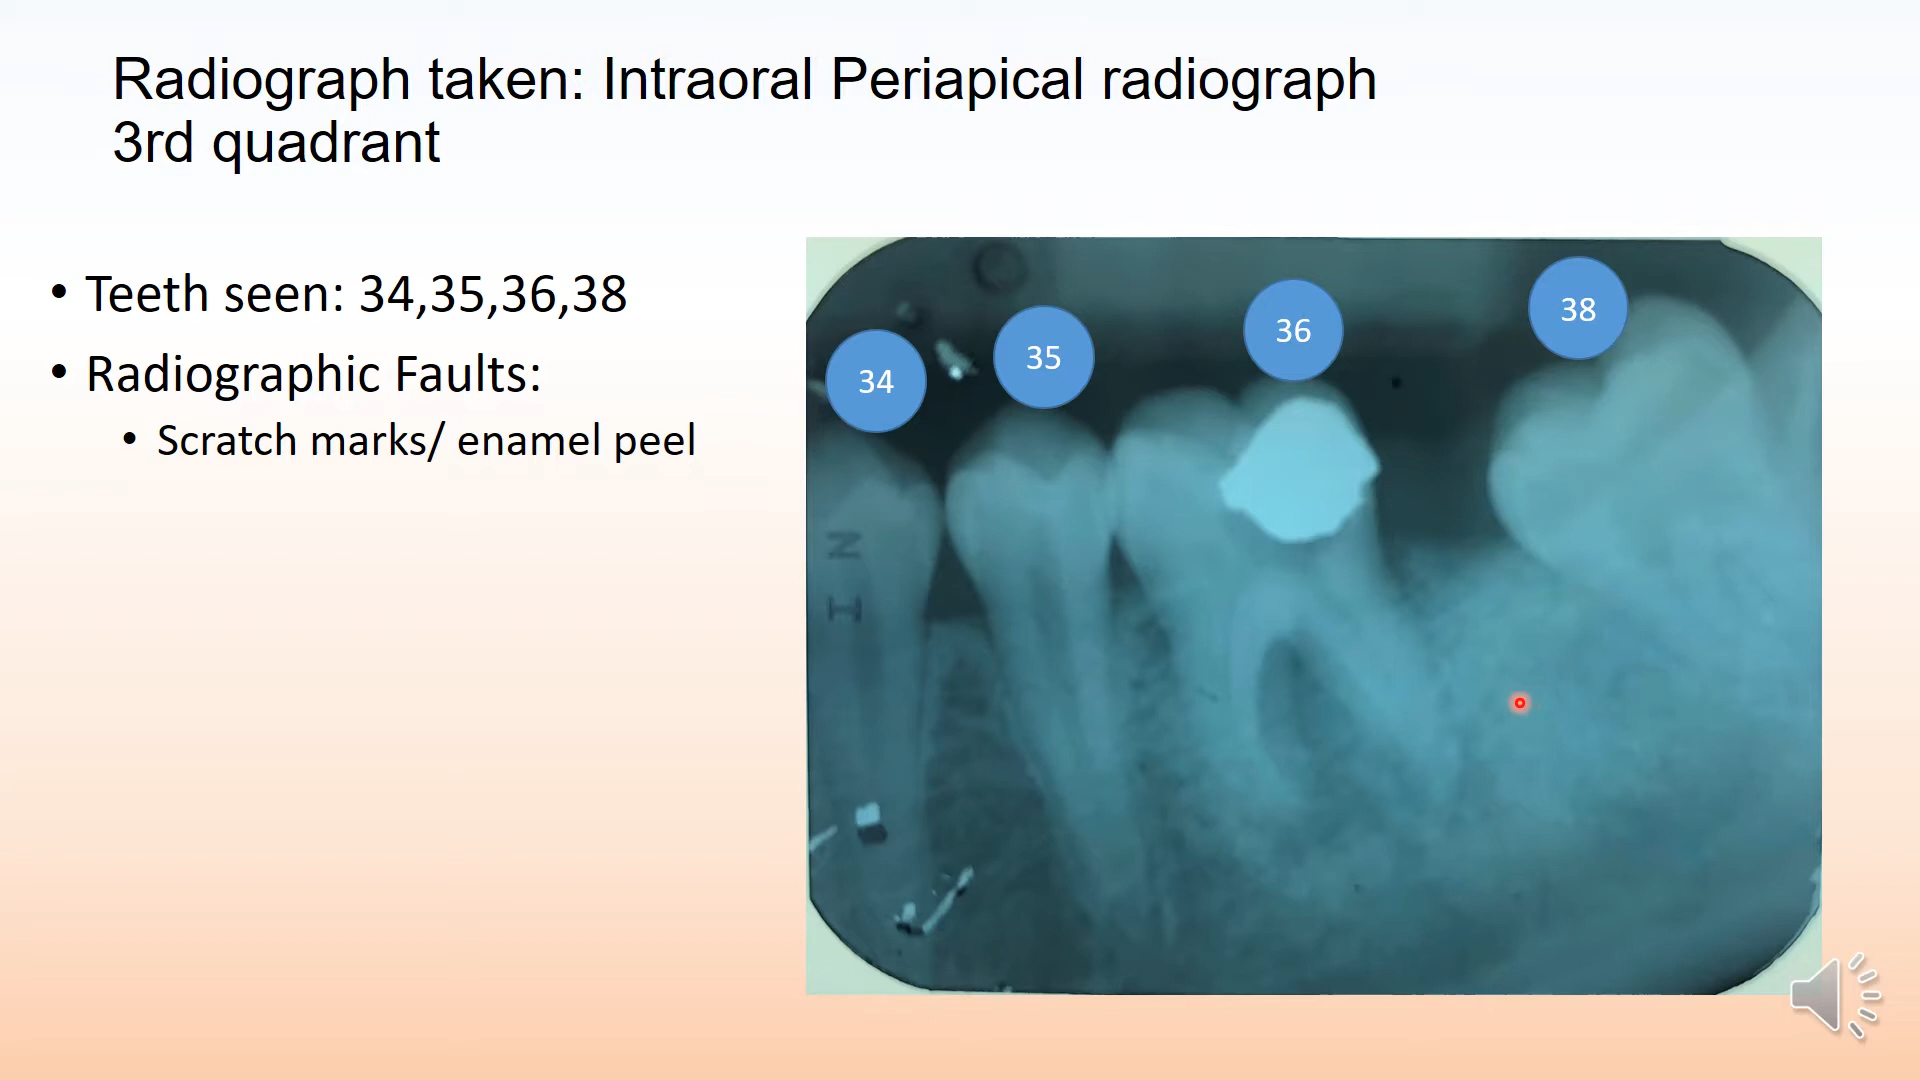 Radiograph taken: Intraoral Periapical radiograph
3rd quadrant
• Teeth seen: 34,35,36,38
• Radiographic Faults:
• Scratch marks/ enamel peel
34
35
36
38
N
I